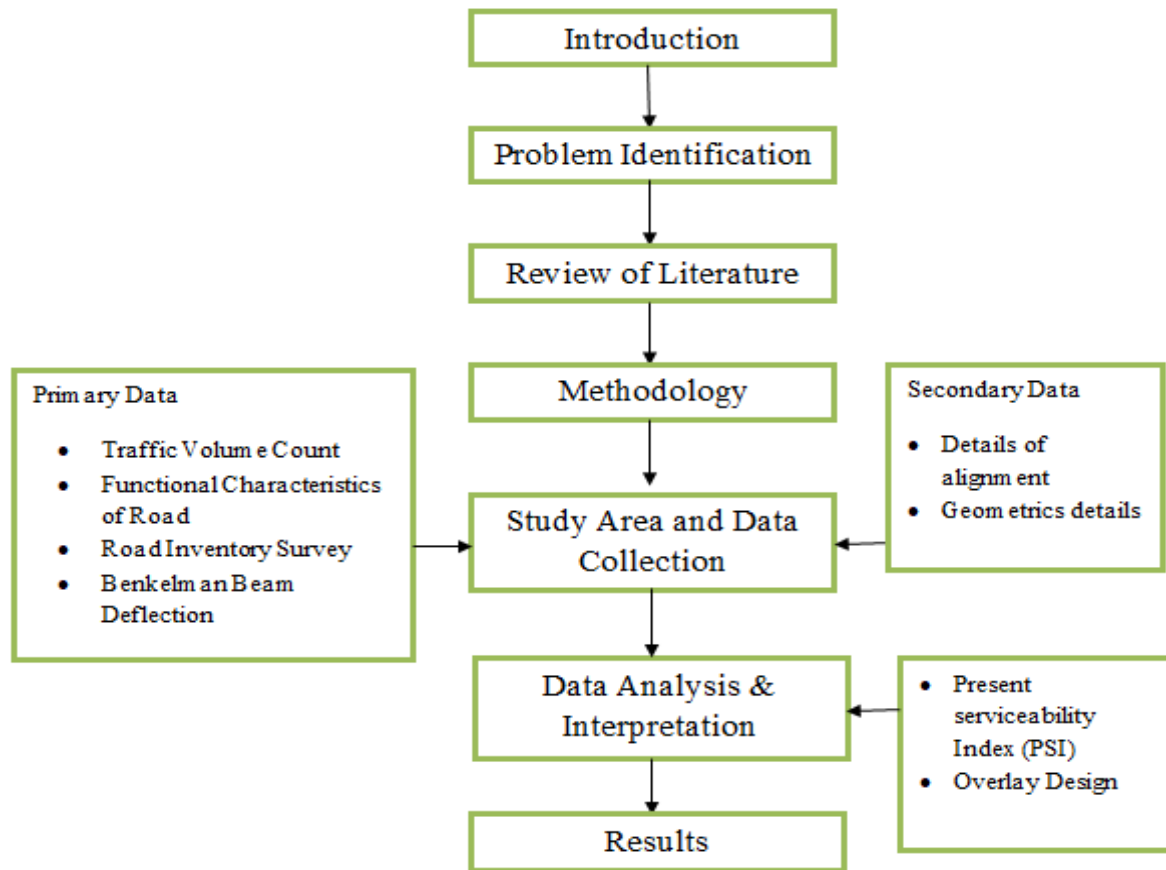 Introduction
Problem Identification
Review of Literature
Methodology
Primary Data
• Traffic Volume Count
• Functional Characteristics
of Road
• Road Inventory Survey
• Benkelman Beam
Deflection
Secondary Data
• Details of
alignment
• Geometrics details
Study Area and Data
Collection
Data Analysis &
Interpretation
• Present
serviceability
Index (PSI)
• Overlay Design
Results